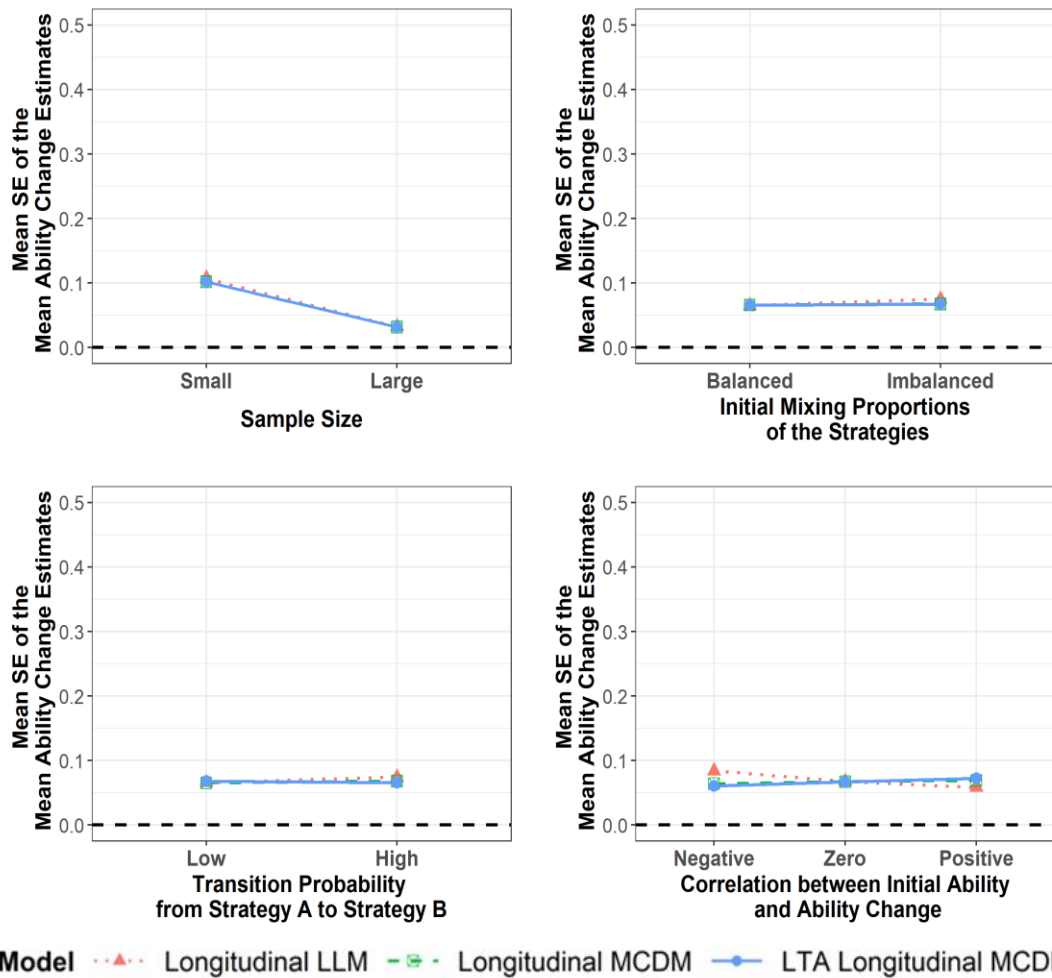 Mean SE of the
Mean Ability Change Estimates
0.5
0.4
0.3
0.2
0.1
0.0
Small Large
Sample Size
Mean SE of the
Mean Ability Change Estimates
0.5
0.4
0.3
0.2
0.1
0.0
Balanced Imbalanced
Initial Mixing Proportions
of the Strategies
Mean SE of the
Mean Ability Change Estimates
0.5
0.4
0.3
0.2
0.1
0.0
Low High
Transition Probability
from Strategy A to Strategy B
Mean SE of the
Mean Ability Change Estimates
0.5
0.4
0.3
0.2
0.1
0.0
Negative Zero Positive
Correlation between Initial Ability
and Ability Change
Model Longitudinal LLM Longitudinal MCDM LTA Longitudinal MCD